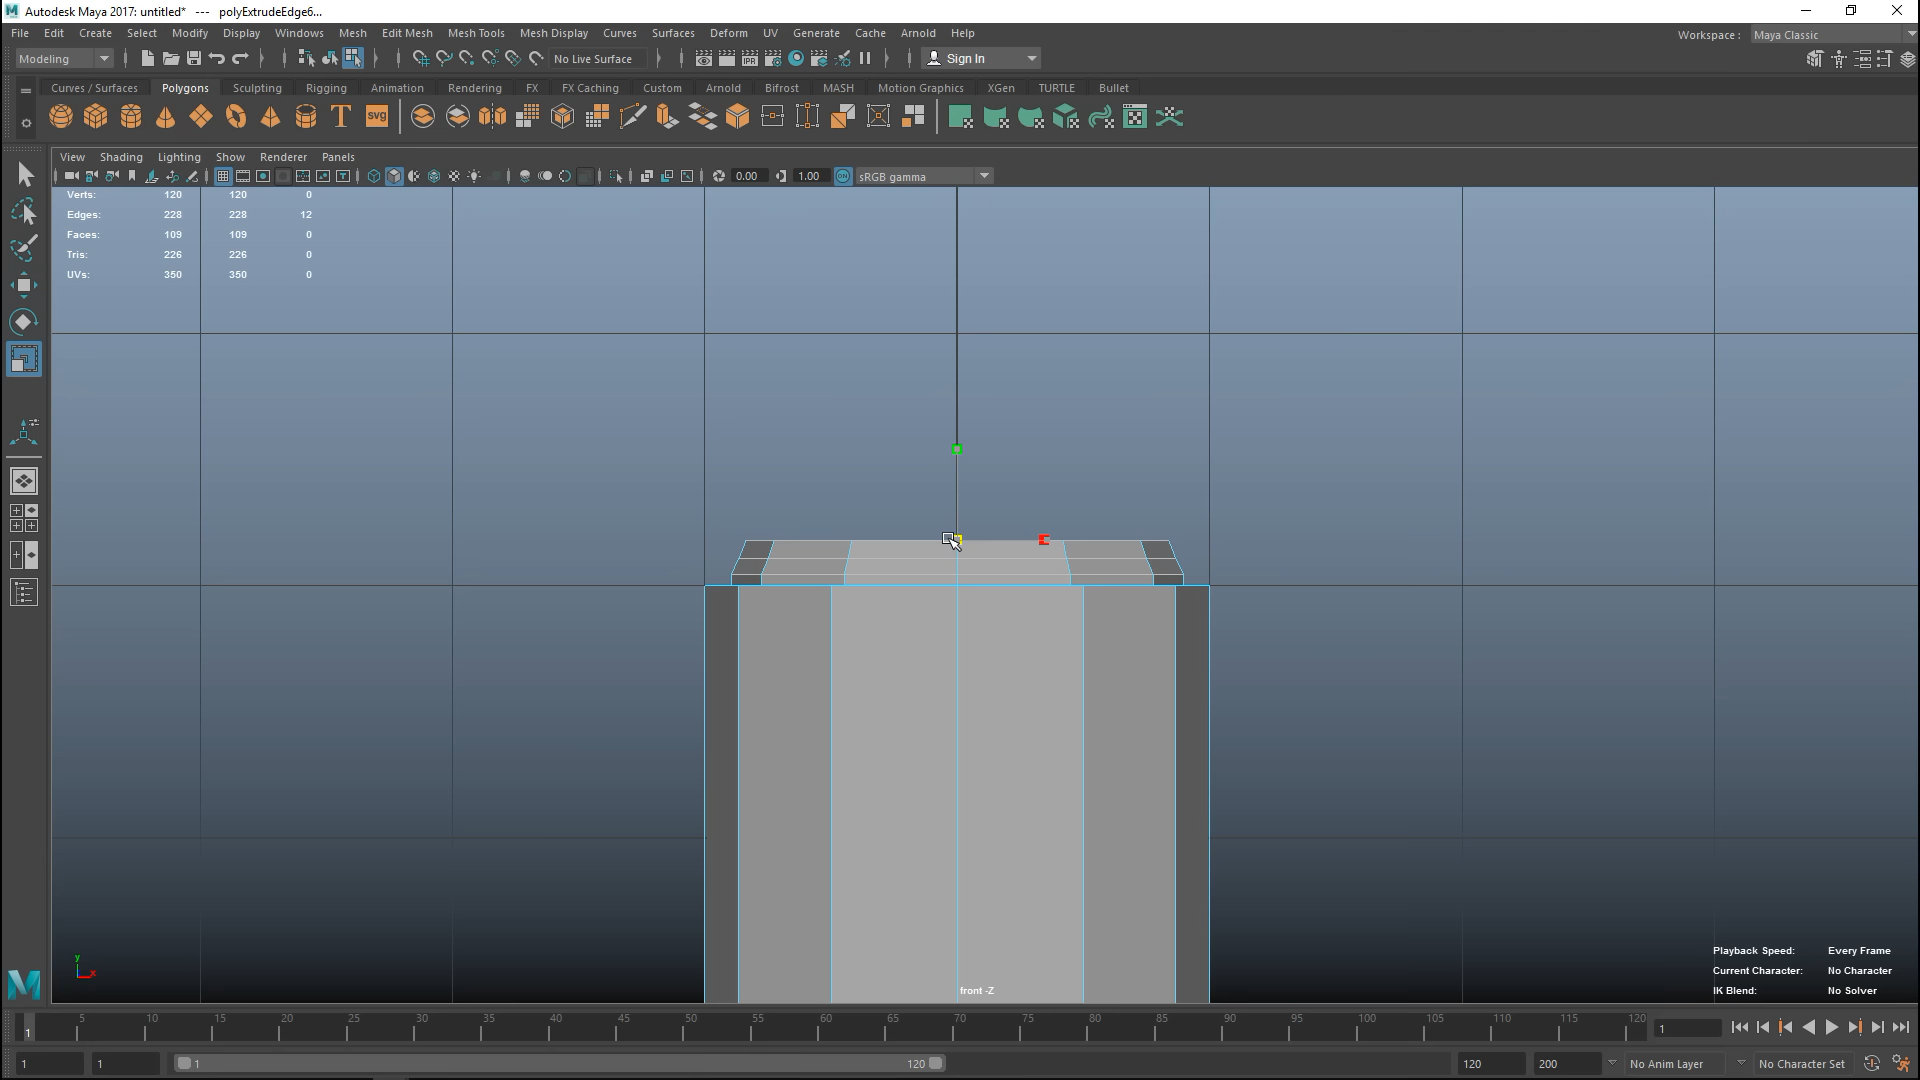 Autodesk Maya 2017: untitled* --- polyExtrudeEdge6...
File Edit Create Select Modify Display Windows Mesh Edit Mesh Mesh Tools Mesh Display Curves Surfaces Deform UV Generate Cache Arnold Help
Workspace : Maya Classic
Modeling
No Live Surface
IPR
Sign In
Curves / Surfaces Polygons Sculpting Rigging Animation Rendering FX FX Caching Custom Arnold Bifrost MASH Motion Graphics XGen TURTLE Bullet
T
svg
View Shading Lighting Show Renderer Panels
0.00 1.00 ON sRGB gamma
Verts: 120 120 0
Edges: 228 228 12
Faces: 109 109 0
Tris: 226 226 0
UVs: 350 350 0
Playback Speed: Every Frame
Current Character: No Character
IK Blend: No Solver
y
x
front -Z
M
1 5 10 15 20 25 30 35 40 45 50 55 60 65 70 75 80 85 90 95 100 105 110 115 120
1
1 1 1 120 120 200 No Anim Layer No Character Set